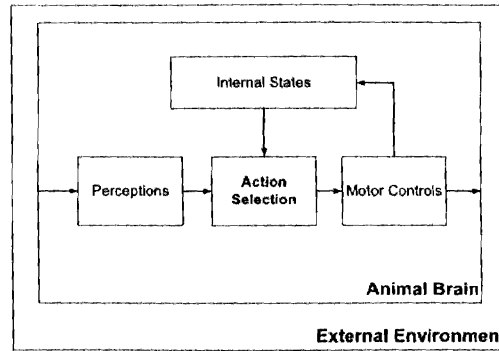 Internal States
Perceptions
Action
Selection
Motor Controls
Animal Brain
External Environmen